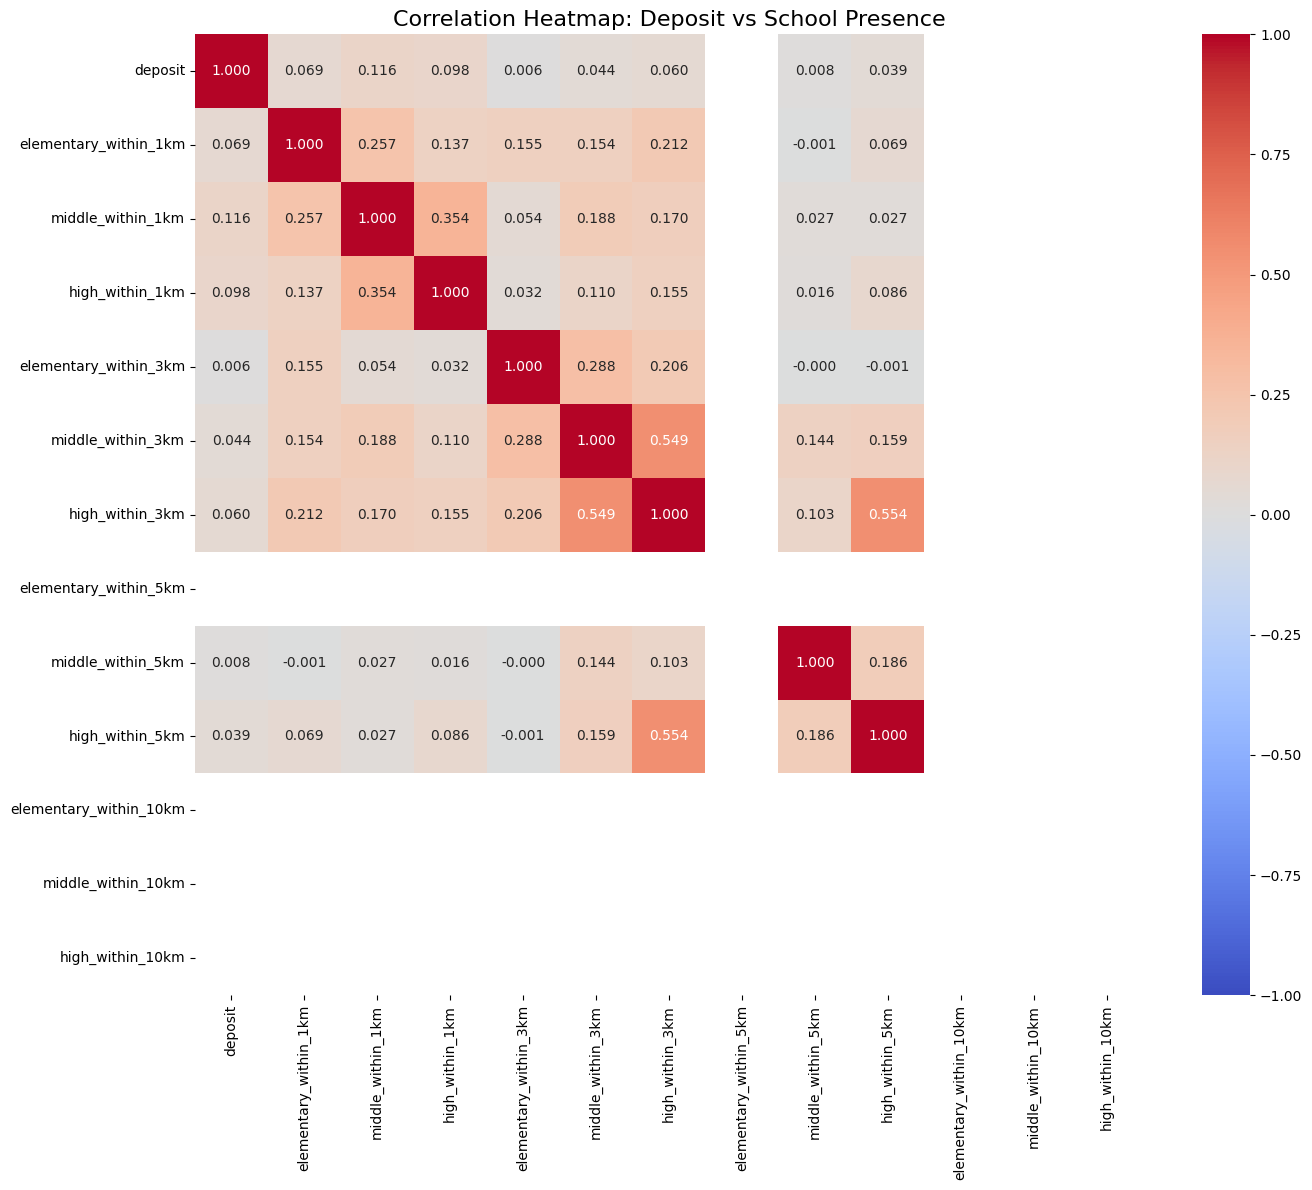 Correlation Heatmap: Deposit vs School Presence
deposit 1.000 0.069 0.116 0.098 0.006 0.044 0.060 0.008 0.039
elementary_within_1km 0.069 1.000 0.257 0.137 0.155 0.154 0.212 -0.001 0.069
middle_within_1km 0.116 0.257 1.000 0.354 0.054 0.188 0.170 0.027 0.027
high_within_1km 0.098 0.137 0.354 1.000 0.032 0.110 0.155 0.016 0.086
elementary_within_3km 0.006 0.155 0.054 0.032 1.000 0.288 0.206 -0.000 -0.001
middle_within_3km 0.044 0.154 0.188 0.110 0.288 1.000 0.549 0.144 0.159
high_within_3km 0.060 0.212 0.170 0.155 0.206 0.549 1.000 0.103 0.554
elementary_within_5km
middle_within_5km 0.008 -0.001 0.027 0.016 -0.000 0.144 0.103 1.000 0.186
high_within_5km 0.039 0.069 0.027 0.086 -0.001 0.159 0.554 0.186 1.000
elementary_within_10km
middle_within_10km
high_within_10km
deposit
elementary_within_1km
middle_within_1km
high_within_1km
elementary_within_3km
middle_within_3km
high_within_3km
elementary_within_5km
middle_within_5km
high_within_5km
elementary_within_10km
middle_within_10km
high_within_10km
1.00
0.75
0.50
0.25
0.00
−0.25
−0.50
−0.75
−1.00